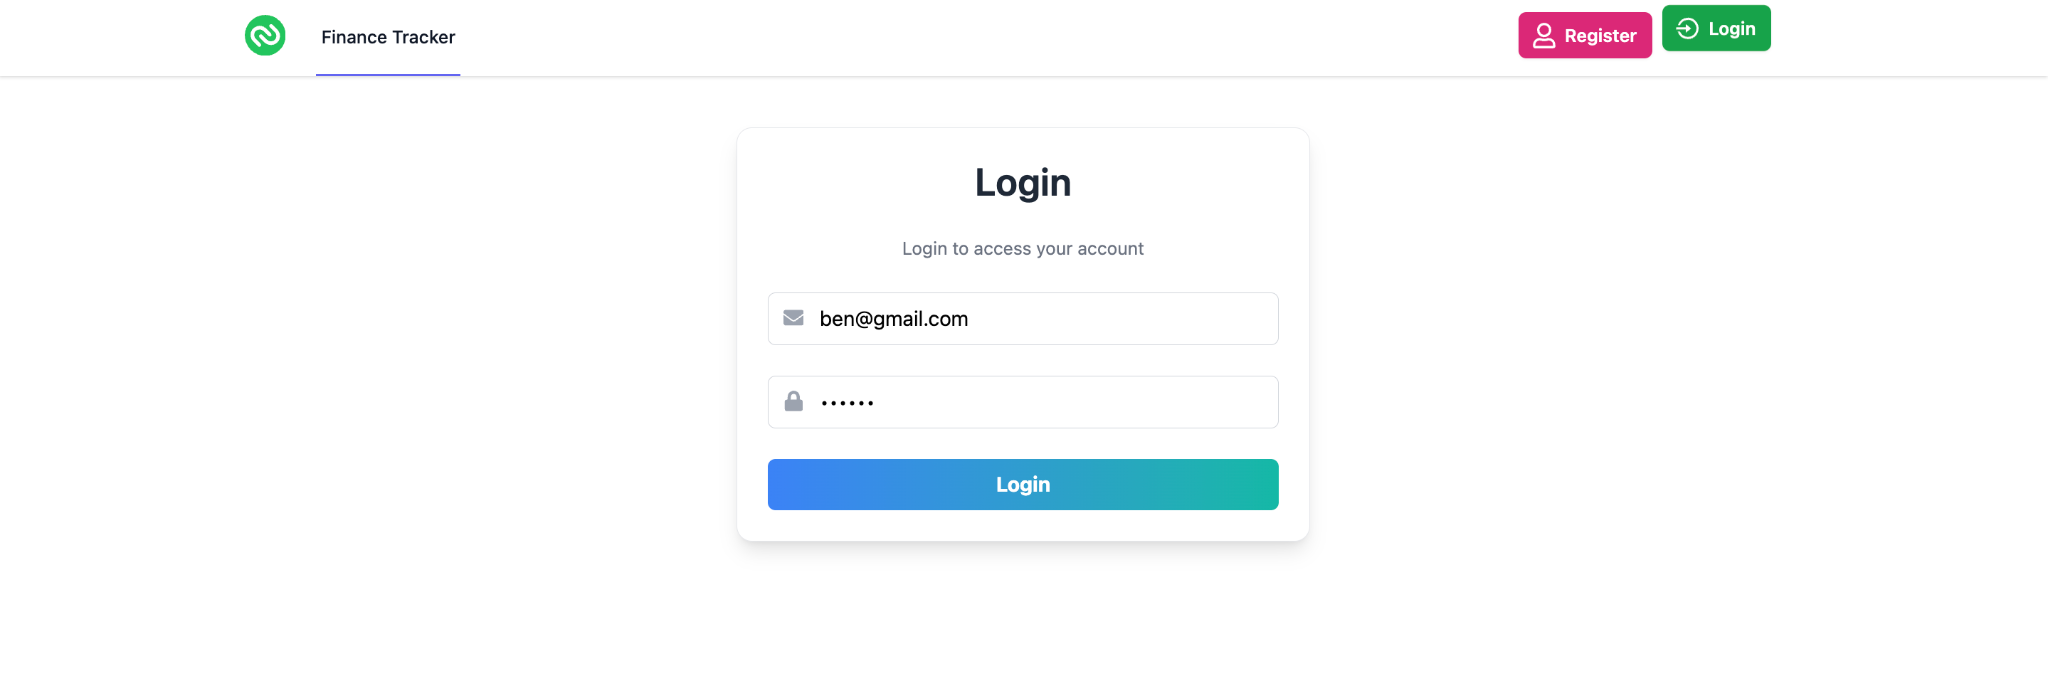 Finance Tracker
Register
Login
Login
Login to access your account
ben@gmail.com
••••••
Login